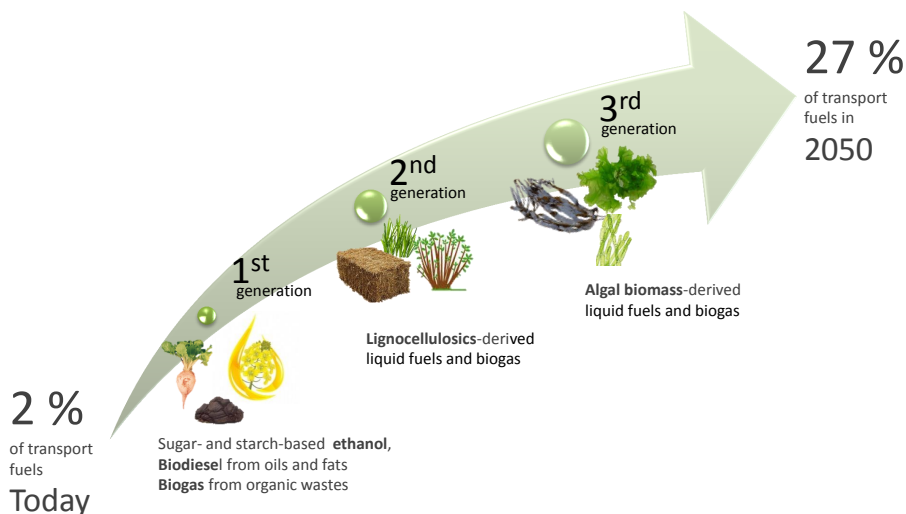 27 %
of transport
fuels in
2050
3rd
generation
2nd
generation
1st
generation
Algal biomass-derived
liquid fuels and biogas
Lignocellulosics-derived
liquid fuels and biogas
2 %
of transport
fuels
Today
Sugar- and starch-based ethanol,
Biodiesel from oils and fats
Biogas from organic wastes